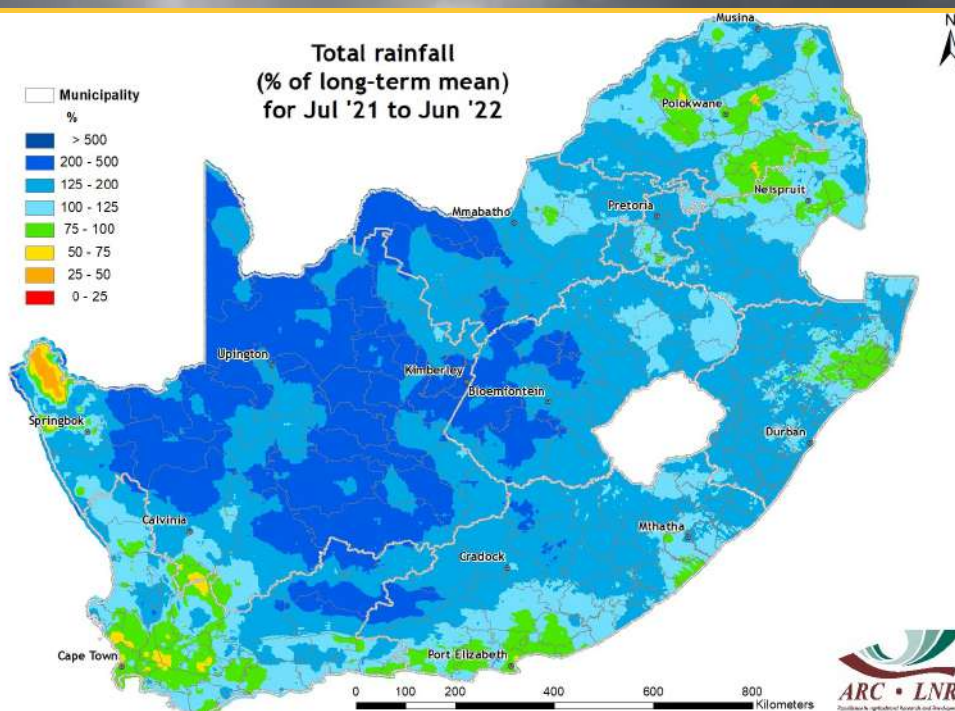 Total rainfall
(% of long-term mean)
for Jul '21 to Jun '22
N
Municipality
%
> 500
200 - 500
125 - 200
100 - 125
75 - 100
50 - 75
25 - 50
0 - 25
Musina
Polokwane
Nelspruit
Pretoria
Mmabatho
Upington
Kimberley
Bloemfontein
Springbok
Durban
Calvinia
Mthatha
Cradock
Cape Town
Port Elizabeth
0 100 200 400 600 800
Kilometers
ARC • LNR